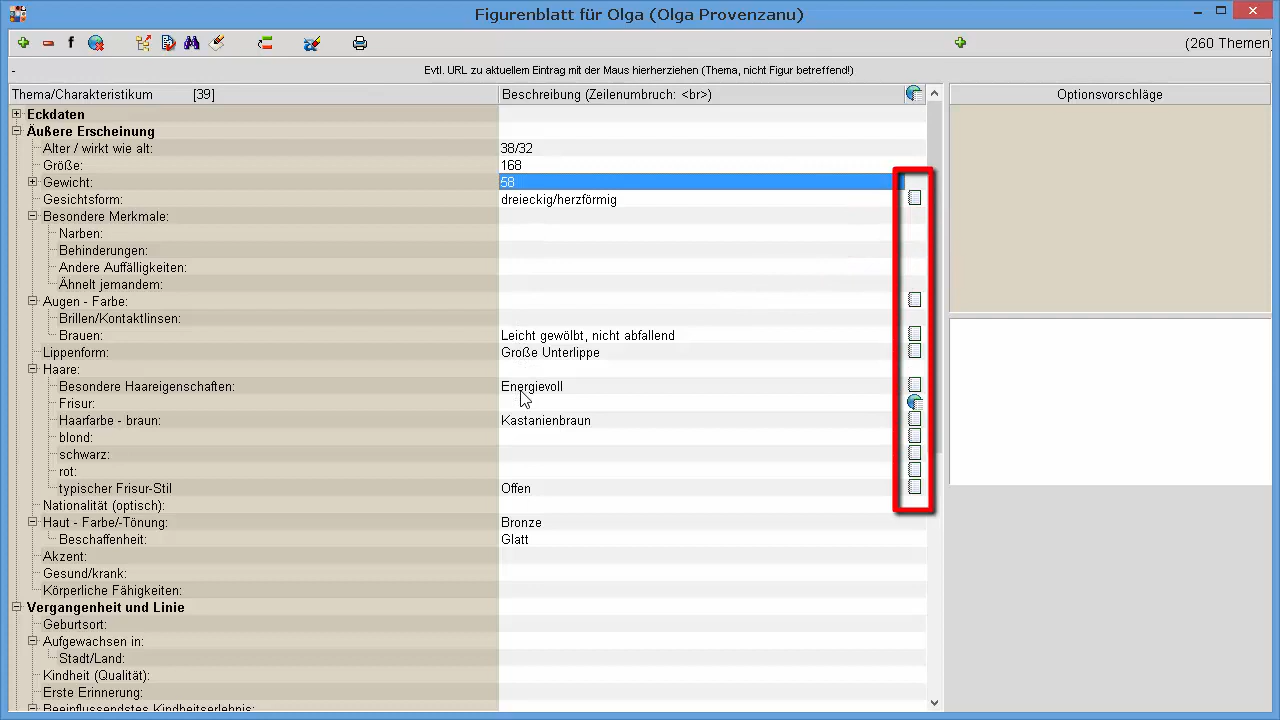 Figurenblatt für Olga (Olga Provenzanu)
f
(260 Themen)
-
Evtl. URL zu aktuellem Eintrag mit der Maus hierherziehen (Thema, nicht Figur betreffend!)
Thema/Charakteristikum [39] Beschreibung (Zeilenumbruch: <br>) Optionsvorschläge
Eckdaten
Äußere Erscheinung
Alter / wirkt wie alt: 38/32
Größe: 168
Gewicht: 58
Gesichtsform: dreieckig/herzförmig
Besondere Merkmale:
Narben:
Behinderungen:
Andere Auffälligkeiten:
Ähnelt jemandem:
Augen - Farbe:
Brillen/Kontaktlinsen:
Brauen: Leicht gewölbt, nicht abfallend
Lippenform: Große Unterlippe
Haare:
Besondere Haareigenschaften: Energievoll
Frisur:
Haarfarbe - braun: Kastanienbraun
blond:
schwarz:
rot:
typischer Frisur-Stil Offen
Nationalität (optisch):
Haut - Farbe/-Tönung: Bronze
Beschaffenheit: Glatt
Akzent:
Gesund/krank:
Körperliche Fähigkeiten:
Vergangenheit und Linie
Geburtsort:
Aufgewachsen in:
Stadt/Land:
Kindheit (Qualität):
Erste Erinnerung:
Beeinflussendstes Kindheitserlebnis: